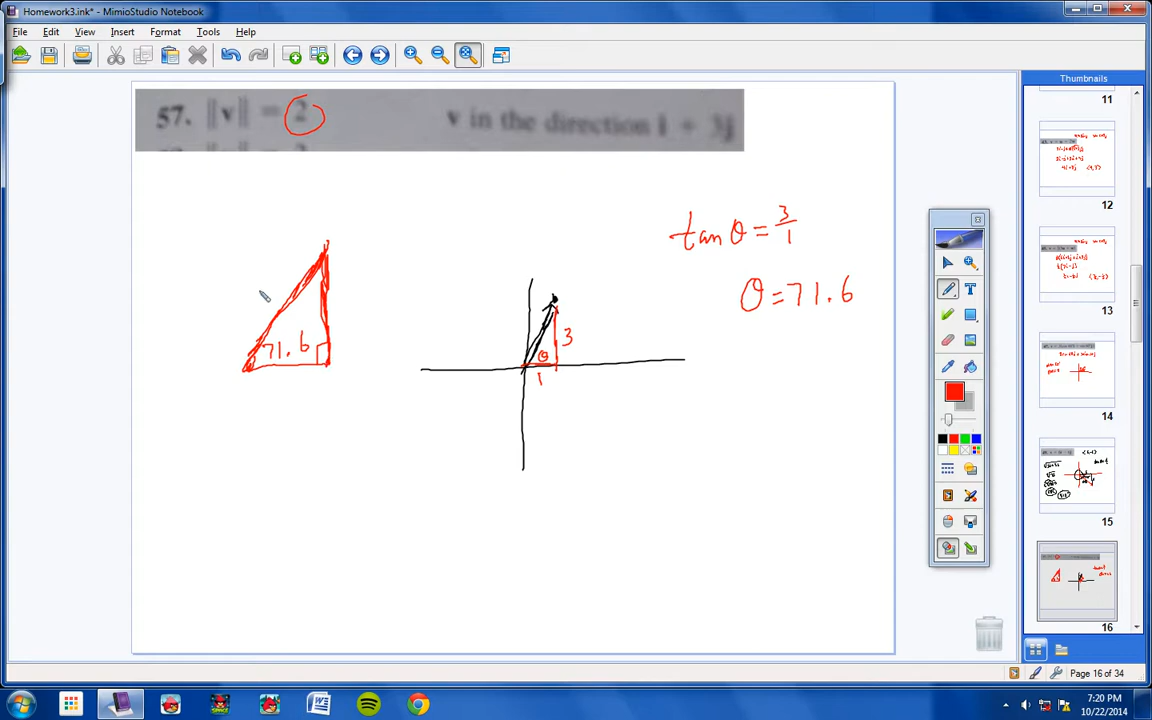 Homework3.ink* - MimioStudio Notebook
File Edit View Insert Format Tools Help
57. ||v|| = 2 v in the direction i + 3j
tan θ = 3/1
θ = 71.6
71.6
θ
3
1
T
Thumbnails
11
12
13
14
15
16
Page 16 of 34
7:20 PM
10/22/2014